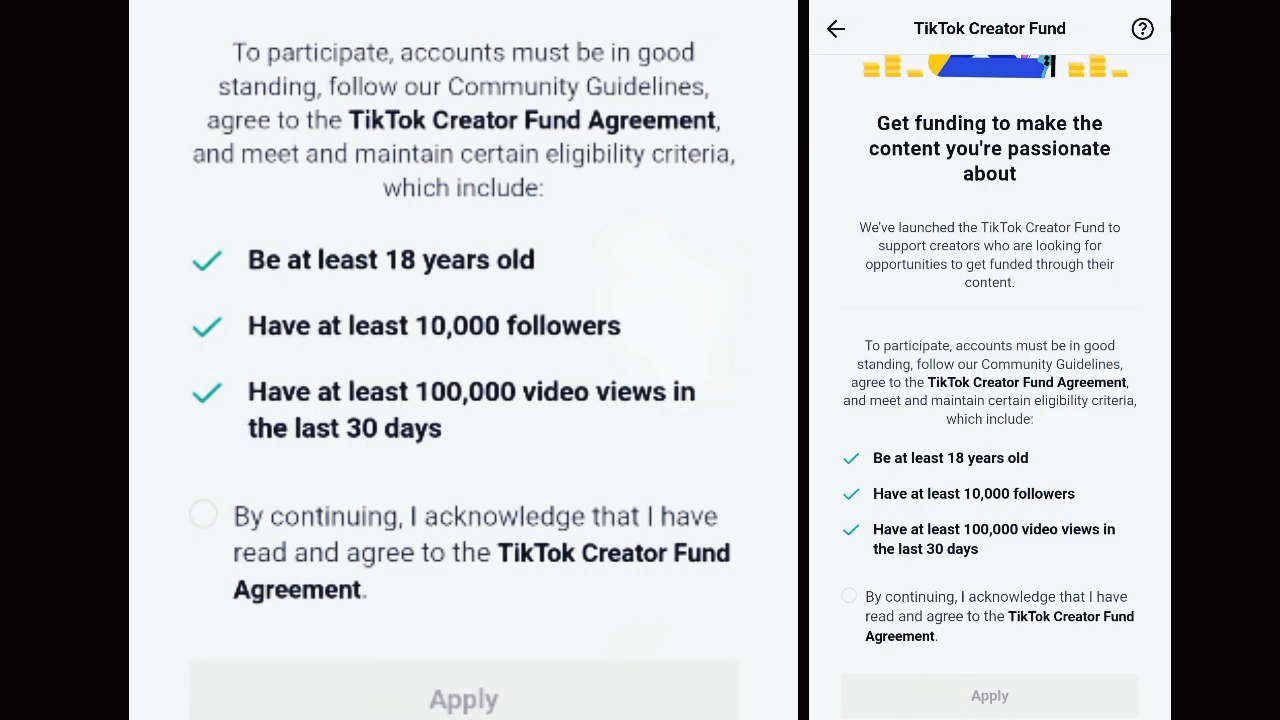 To participate, accounts must be in good
standing, follow our Community Guidelines,
agree to the TikTok Creator Fund Agreement,
and meet and maintain certain eligibility criteria,
which include:
Be at least 18 years old
Have at least 10,000 followers
Have at least 100,000 video views in
the last 30 days
By continuing, I acknowledge that I have
read and agree to the TikTok Creator Fund
Agreement.
Apply
TikTok Creator Fund
Get funding to make the
content you're passionate
about
We've launched the TikTok Creator Fund to
support creators who are looking for
opportunities to get funded through their
content.
To participate, accounts must be in good
standing, follow our Community Guidelines,
agree to the TikTok Creator Fund Agreement,
and meet and maintain certain eligibility criteria,
which include:
Be at least 18 years old
Have at least 10,000 followers
Have at least 100,000 video views in
the last 30 days
By continuing, I acknowledge that I have
read and agree to the TikTok Creator Fund
Agreement.
Apply